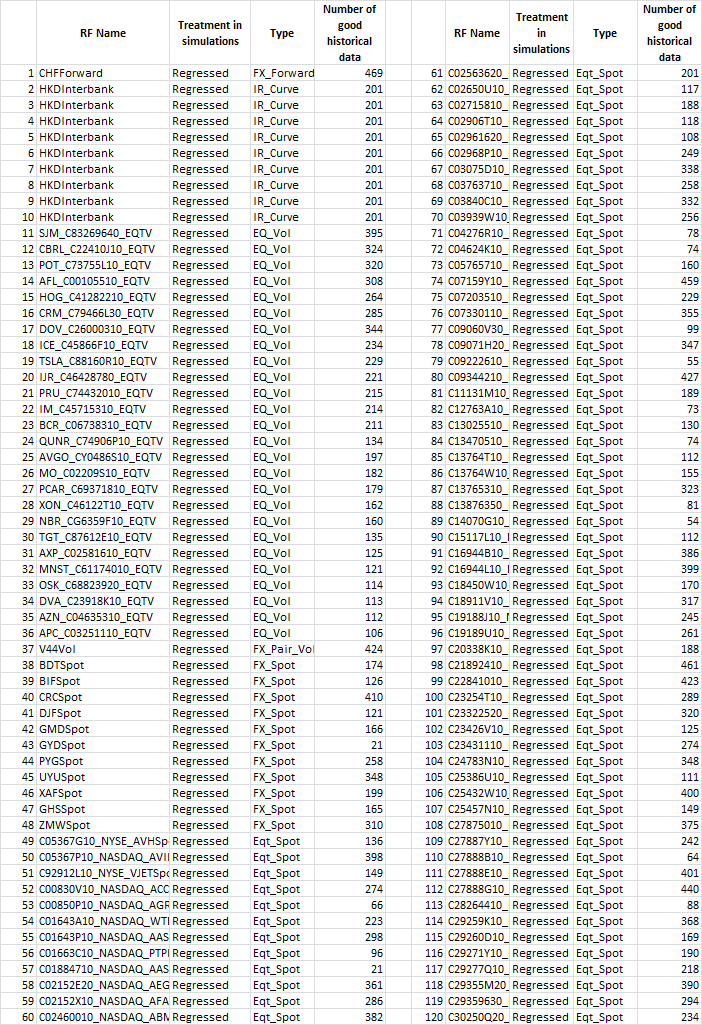 RF Name Treatment in simulations Type Number of good historical data RF Name Treatment in simulations Type Number of good historical data
1 CHFForward Regressed FX_Forward 469 61 C02563620_ Regressed Eqt_Spot 201
2 HKDInterbank Regressed IR_Curve 201 62 C02650U10_ Regressed Eqt_Spot 117
3 HKDInterbank Regressed IR_Curve 201 63 C02715810_ Regressed Eqt_Spot 188
4 HKDInterbank Regressed IR_Curve 201 64 C02906T10_ Regressed Eqt_Spot 118
5 HKDInterbank Regressed IR_Curve 201 65 C02961620_ Regressed Eqt_Spot 108
6 HKDInterbank Regressed IR_Curve 201 66 C02968P10_ Regressed Eqt_Spot 249
7 HKDInterbank Regressed IR_Curve 201 67 C03075D10_ Regressed Eqt_Spot 338
8 HKDInterbank Regressed IR_Curve 201 68 C03763710_ Regressed Eqt_Spot 258
9 HKDInterbank Regressed IR_Curve 201 69 C03840C10_ Regressed Eqt_Spot 332
10 HKDInterbank Regressed IR_Curve 201 70 C03939W10_ Regressed Eqt_Spot 256
11 SJM_C83269640_EQTV Regressed EQ_Vol 395 71 C04276R10_ Regressed Eqt_Spot 78
12 CBRL_C22410J10_EQTV Regressed EQ_Vol 324 72 C04624K10_ Regressed Eqt_Spot 74
13 POT_C73755L10_EQTV Regressed EQ_Vol 320 73 C05765710_ Regressed Eqt_Spot 160
14 AFL_C00105510_EQTV Regressed EQ_Vol 308 74 C07159Y10_ Regressed Eqt_Spot 459
15 HOG_C41282210_EQTV Regressed EQ_Vol 264 75 C07203510_ Regressed Eqt_Spot 229
16 CRM_C79466L30_EQTV Regressed EQ_Vol 285 76 C07330110_ Regressed Eqt_Spot 355
17 DOV_C26000310_EQTV Regressed EQ_Vol 344 77 C09060V30_ Regressed Eqt_Spot 99
18 ICE_C45866F10_EQTV Regressed EQ_Vol 234 78 C09071H20_ Regressed Eqt_Spot 347
19 TSLA_C88160R10_EQTV Regressed EQ_Vol 229 79 C09222610_ Regressed Eqt_Spot 55
20 IJR_C46428780_EQTV Regressed EQ_Vol 221 80 C09344210_ Regressed Eqt_Spot 427
21 PRU_C74432010_EQTV Regressed EQ_Vol 215 81 C11131M10_ Regressed Eqt_Spot 189
22 IM_C45715310_EQTV Regressed EQ_Vol 214 82 C12763A10_ Regressed Eqt_Spot 73
23 BCR_C06738310_EQTV Regressed EQ_Vol 211 83 C13025510_ Regressed Eqt_Spot 130
24 QUNR_C74906P10_EQTV Regressed EQ_Vol 134 84 C13470510_ Regressed Eqt_Spot 74
25 AVGO_CY0486S10_EQTV Regressed EQ_Vol 197 85 C13764T10_ Regressed Eqt_Spot 112
26 MO_C02209S10_EQTV Regressed EQ_Vol 182 86 C13764W10_ Regressed Eqt_Spot 155
27 PCAR_C69371810_EQTV Regressed EQ_Vol 179 87 C13765310_ Regressed Eqt_Spot 323
28 XON_C46122T10_EQTV Regressed EQ_Vol 162 88 C13876350_ Regressed Eqt_Spot 81
29 NBR_CG6359F10_EQTV Regressed EQ_Vol 160 89 C14070G10_ Regressed Eqt_Spot 54
30 TGT_C87612E10_EQTV Regressed EQ_Vol 135 90 C15117L10_ Regressed Eqt_Spot 112
31 AXP_C02581610_EQTV Regressed EQ_Vol 125 91 C16944B10_ Regressed Eqt_Spot 386
32 MNST_C61174010_EQTV Regressed EQ_Vol 121 92 C16944L10_ Regressed Eqt_Spot 399
33 OSK_C68823920_EQTV Regressed EQ_Vol 114 93 C18450W10_ Regressed Eqt_Spot 170
34 DVA_C23918K10_EQTV Regressed EQ_Vol 113 94 C18911V10_ Regressed Eqt_Spot 317
35 AZN_C04635310_EQTV Regressed EQ_Vol 112 95 C19188J10_ Regressed Eqt_Spot 245
36 APC_C03251110_EQTV Regressed EQ_Vol 106 96 C19189U10_ Regressed Eqt_Spot 261
37 V44Vol Regressed FX_Pair_Vol 424 97 C20338K10_ Regressed Eqt_Spot 188
38 BDTSpot Regressed FX_Spot 174 98 C21892410_ Regressed Eqt_Spot 461
39 BIFSpot Regressed FX_Spot 126 99 C22841010_ Regressed Eqt_Spot 423
40 CRCSpot Regressed FX_Spot 410 100 C23254T10_ Regressed Eqt_Spot 289
41 DJFSpot Regressed FX_Spot 121 101 C23322520_ Regressed Eqt_Spot 320
42 GMDSpot Regressed FX_Spot 166 102 C23426V10_ Regressed Eqt_Spot 125
43 GYDSpot Regressed FX_Spot 21 103 C23431110_ Regressed Eqt_Spot 274
44 PYGSpot Regressed FX_Spot 258 104 C24783N10_ Regressed Eqt_Spot 348
45 UYUSpot Regressed FX_Spot 348 105 C25386U10_ Regressed Eqt_Spot 111
46 XAFSpot Regressed FX_Spot 199 106 C25432W10_ Regressed Eqt_Spot 400
47 GHSSpot Regressed FX_Spot 165 107 C25457N10_ Regressed Eqt_Spot 149
48 ZMWSpot Regressed FX_Spot 310 108 C27875010_ Regressed Eqt_Spot 375
49 C05367G10_NYSE_AVHSp Regressed Eqt_Spot 136 109 C27887Y10_ Regressed Eqt_Spot 242
50 C05367P10_NASDAQ_AVI Regressed Eqt_Spot 398 110 C27888B10_ Regressed Eqt_Spot 64
51 C92912L10_NYSE_VJETSp Regressed Eqt_Spot 149 111 C27888E10_ Regressed Eqt_Spot 401
52 C00830V10_NASDAQ_ACC Regressed Eqt_Spot 274 112 C27888G10_ Regressed Eqt_Spot 440
53 C00850P10_NASDAQ_AGR Regressed Eqt_Spot 66 113 C28264410_ Regressed Eqt_Spot 88
54 C01643A10_NASDAQ_WTI Regressed Eqt_Spot 223 114 C29259K10_ Regressed Eqt_Spot 368
55 C01643P10_NASDAQ_AAS Regressed Eqt_Spot 298 115 C29260D10_ Regressed Eqt_Spot 169
56 C01663C10_NASDAQ_PTP Regressed Eqt_Spot 96 116 C29271Y10_ Regressed Eqt_Spot 190
57 C01884710_NASDAQ_AAS Regressed Eqt_Spot 21 117 C29277Q10_ Regressed Eqt_Spot 218
58 C02152E20_NASDAQ_AEG Regressed Eqt_Spot 361 118 C29355M20_ Regressed Eqt_Spot 390
59 C02152X10_NASDAQ_AFA Regressed Eqt_Spot 286 119 C29359630_ Regressed Eqt_Spot 294
60 C02460010_NASDAQ_ABM Regressed Eqt_Spot 382 120 C30250Q20_ Regressed Eqt_Spot 234